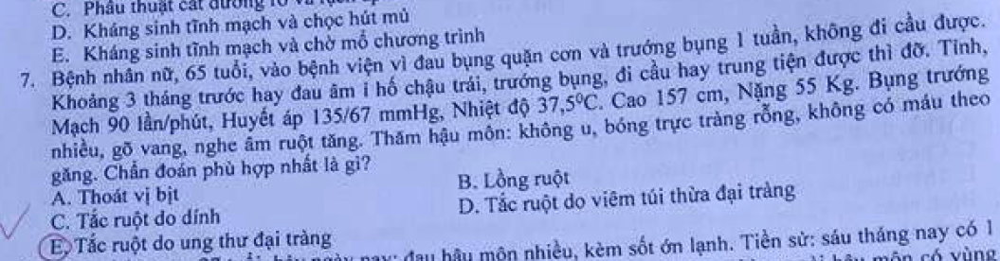 C. Phẫu thuật cắt đường
D. Kháng sinh tĩnh mạch và chọc hút mủ
E. Kháng sinh tĩnh mạch và chờ mổ chương trình
7. Bệnh nhân nữ, 65 tuổi, vào bệnh viện vì đau bụng quặn cơn và trướng bụng 1 tuần, không đi cầu được.
Khoảng 3 tháng trước hay đau âm ỉ hố chậu trái, trướng bụng, đi cầu hay trung tiện được thì đỡ. Tỉnh,
Mạch 90 lần/phút, Huyết áp 135/67 mmHg, Nhiệt độ 37,5⁰C. Cao 157 cm, Nặng 55 Kg. Bụng trướng
nhiều, gõ vang, nghe âm ruột tăng. Thăm hậu môn: không u, bóng trực tràng rỗng, không có máu theo
găng. Chẩn đoán phù hợp nhất là gì?
A. Thoát vị bịt
B. Lồng ruột
C. Tắc ruột do dính
D. Tắc ruột do viêm túi thừa đại tràng
E. Tắc ruột do ung thư đại tràng
đau hậu môn nhiều, kèm sốt ớn lạnh. Tiền sử: sáu tháng nay có 1
môn có vùng